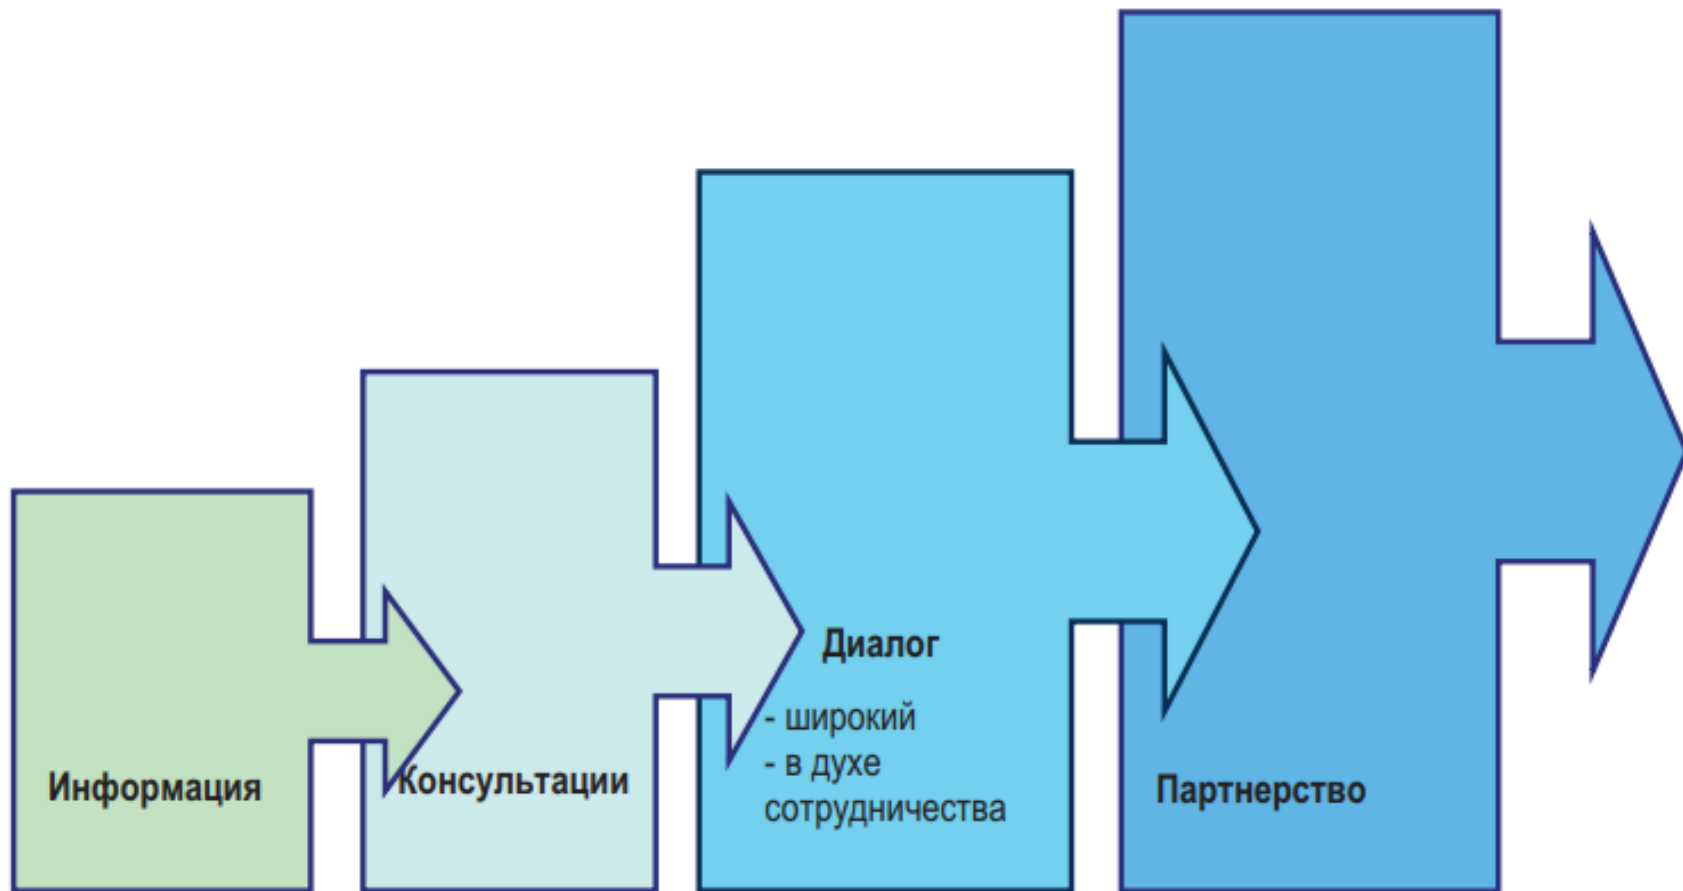 Информация
Консультации
Диалог
- широкий
- в духе
сотрудничества
Партнерство